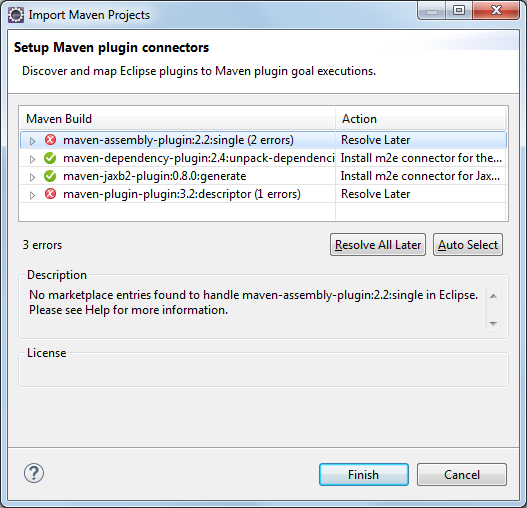 Import Maven Projects
Setup Maven plugin connectors
Discover and map Eclipse plugins to Maven plugin goal executions.
Maven Build Action
maven-assembly-plugin:2.2:single (2 errors) Resolve Later
maven-dependency-plugin:2.4:unpack-dependenci Install m2e connector for the...
maven-jaxb2-plugin:0.8.0:generate Install m2e connector for Jax...
maven-plugin-plugin:3.2:descriptor (1 errors) Resolve Later
3 errors Resolve All Later Auto Select
Description
No marketplace entries found to handle maven-assembly-plugin:2.2:single in Eclipse.
Please see Help for more information.
License
? Finish Cancel